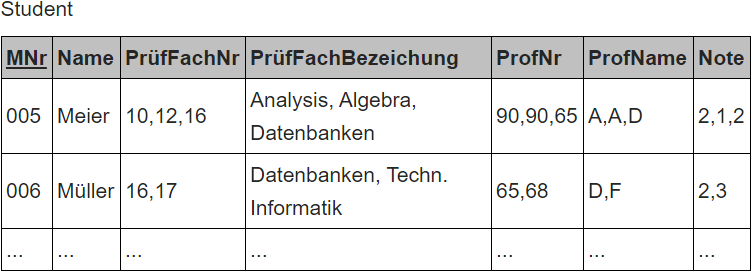 Student
MNr Name PrüfFachNr PrüfFachBezeichung ProfNr ProfName Note
005 Meier 10,12,16 Analysis, Algebra, Datenbanken 90,90,65 A,A,D 2,1,2
006 Müller 16,17 Datenbanken, Techn. Informatik 65,68 D,F 2,3
... ... ... ... ... ... ...